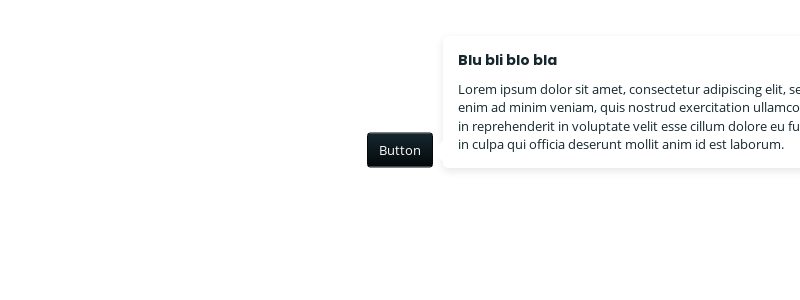 Blu bli blo bla
Lorem ipsum dolor sit amet, consectetur adipiscing elit,
enim ad minim veniam, quis nostrud exercitation ullamco
in reprehenderit in voluptate velit esse cillum dolore eu
in culpa qui officia deserunt mollit anim id est laborum.
Button